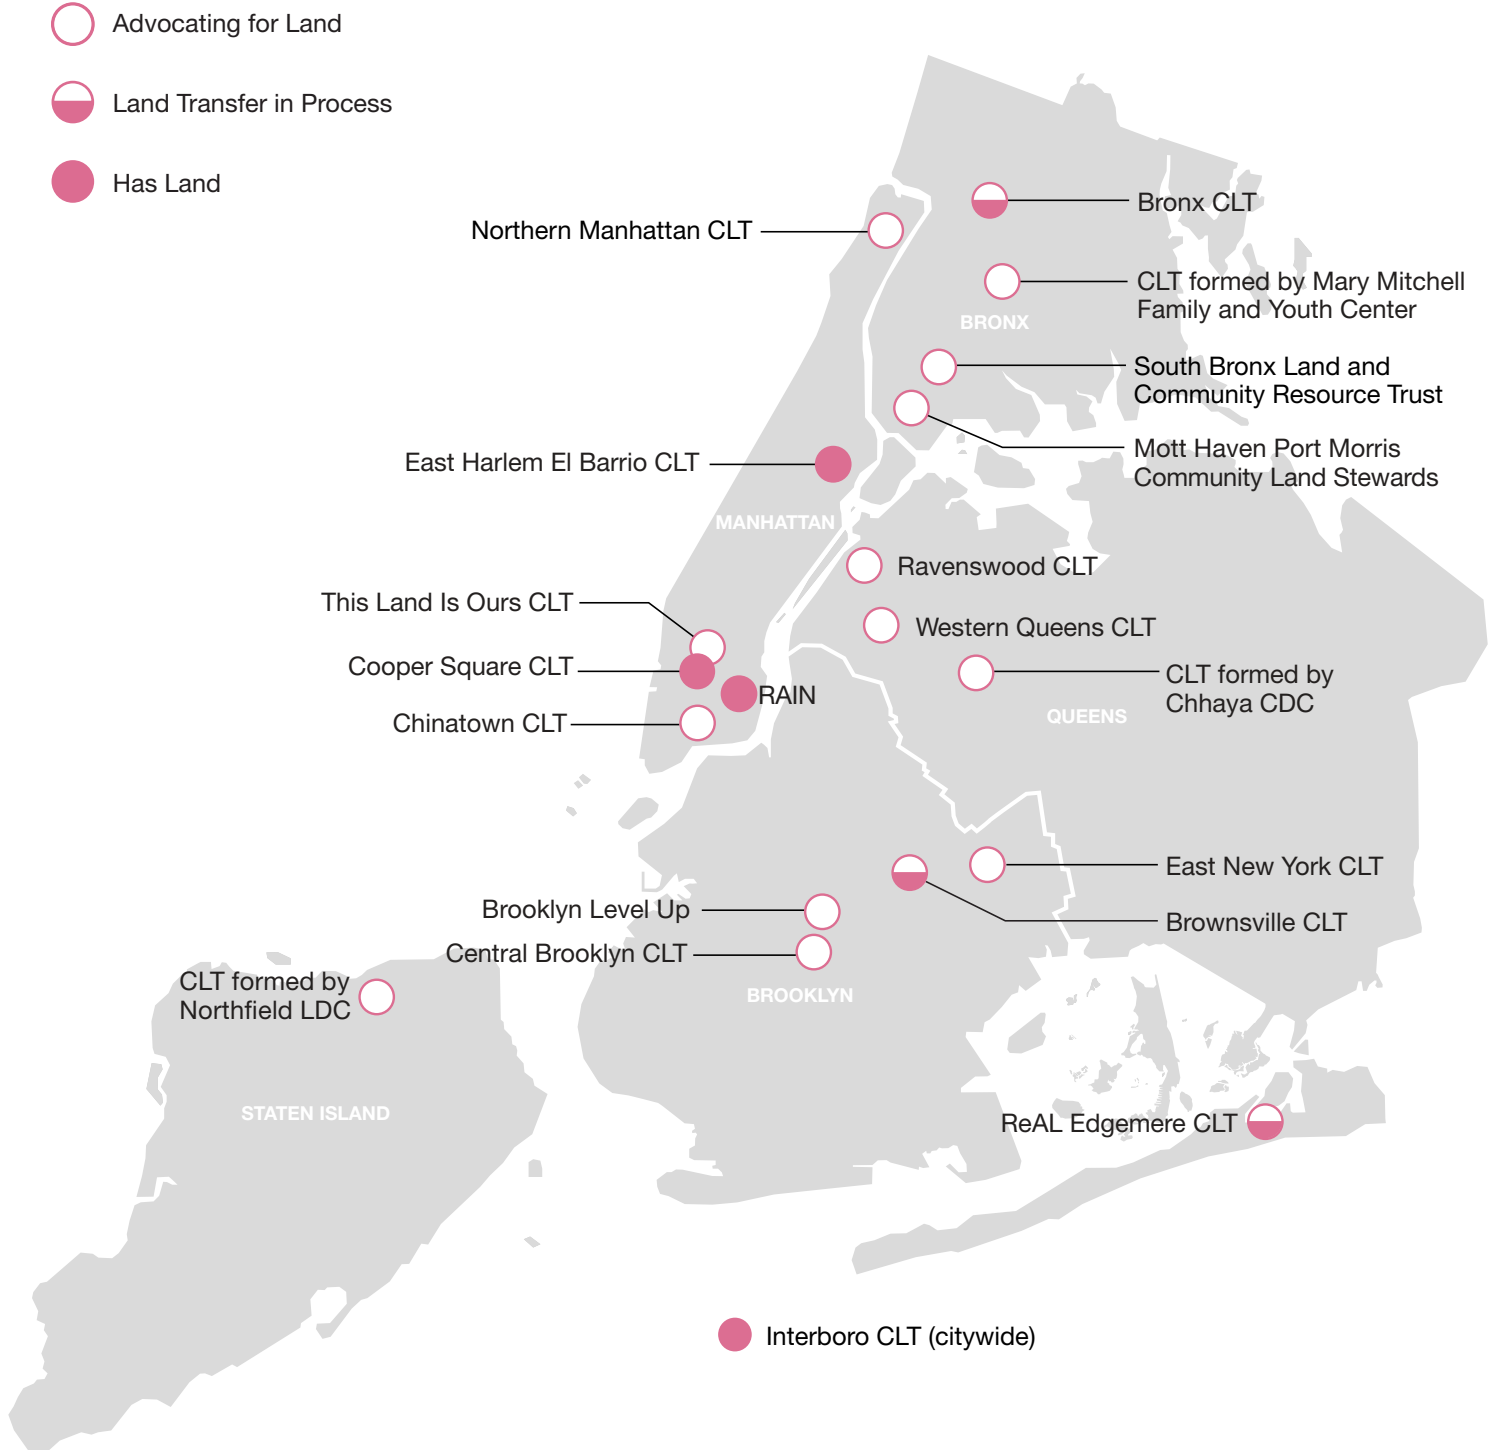 Advocating for Land
Land Transfer in Process
Has Land
Bronx CLT
Northern Manhattan CLT
CLT formed by Mary Mitchell
Family and Youth Center
BRONX
South Bronx Land and
Community Resource Trust
Mott Haven Port Morris
Community Land Stewards
East Harlem El Barrio CLT
MANHATTAN
Ravenswood CLT
This Land Is Ours CLT
Western Queens CLT
Cooper Square CLT
CLT formed by
Chhaya CDC
RAIN
QUEENS
Chinatown CLT
East New York CLT
Brooklyn Level Up
Brownsville CLT
Central Brooklyn CLT
CLT formed by
Northfield LDC
BROOKLYN
STATEN ISLAND
ReAL Edgemere CLT
Interboro CLT (citywide)